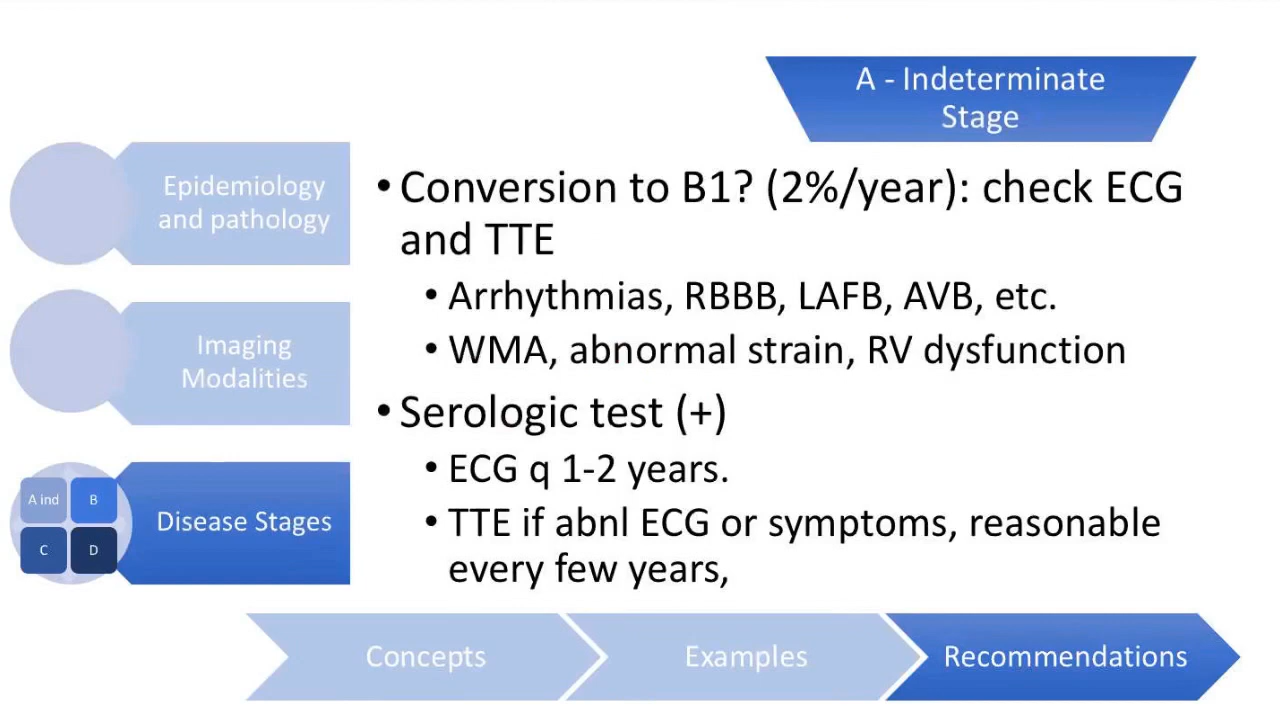 A - Indeterminate
Stage
Epidemiology
and pathology
Imaging
Modalities
A ind
B
C
D
Disease Stages
• Conversion to B1? (2%/year): check ECG
and TTE
• Arrhythmias, RBBB, LAFB, AVB, etc.
• WMA, abnormal strain, RV dysfunction
• Serologic test (+)
• ECG q 1-2 years.
• TTE if abnl ECG or symptoms, reasonable
every few years,
Concepts
Examples
Recommendations